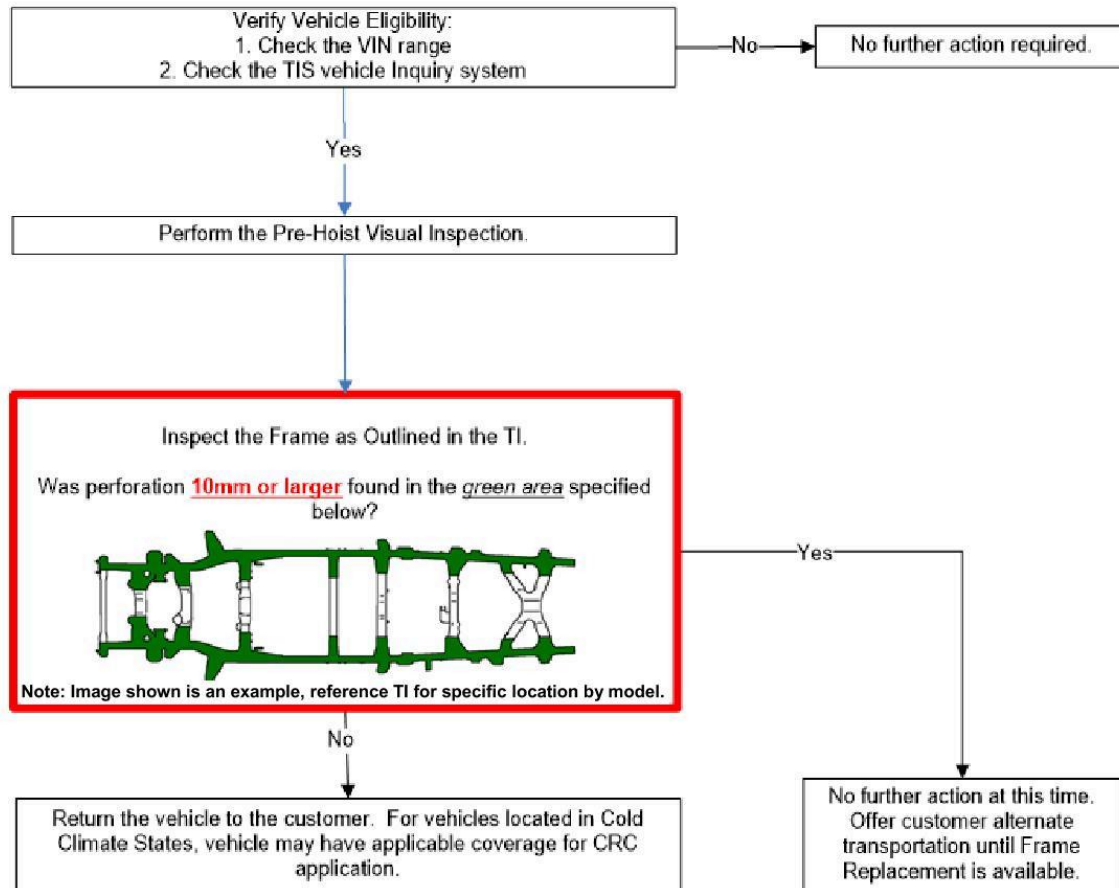 Verify Vehicle Eligibility:
1. Check the VIN range
2. Check the TIS vehicle Inquiry system
No
No further action required.
Yes
Perform the Pre-Hoist Visual Inspection.
Inspect the Frame as Outlined in the TI.
Was perforation 10mm or larger found in the green area specified
below?
Note: Image shown is an example, reference TI for specific location by model.
Yes
No
Return the vehicle to the customer.  For vehicles located in Cold
Climate States, vehicle may have applicable coverage for CRC
application.
No further action at this time.
Offer customer alternate
transportation until Frame
Replacement is available.